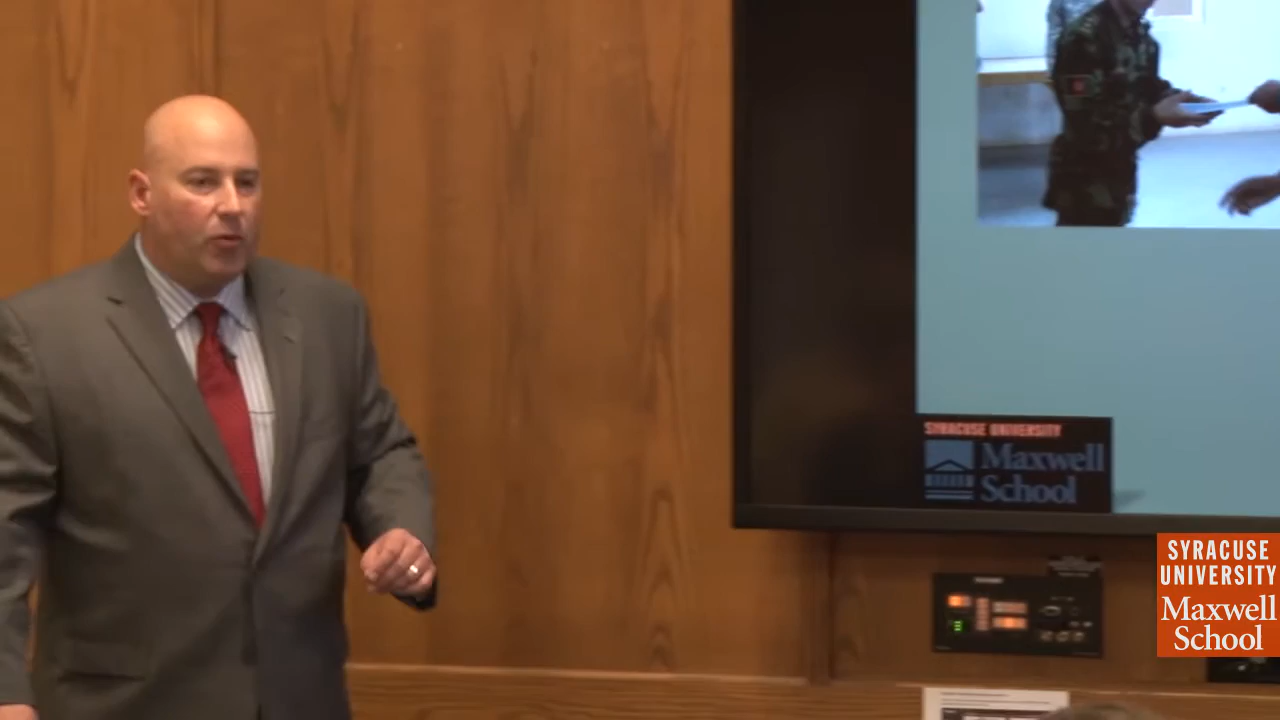 SYRACUSE UNIVERSITY
Maxwell
School
SYRACUSE
UNIVERSITY
Maxwell
School